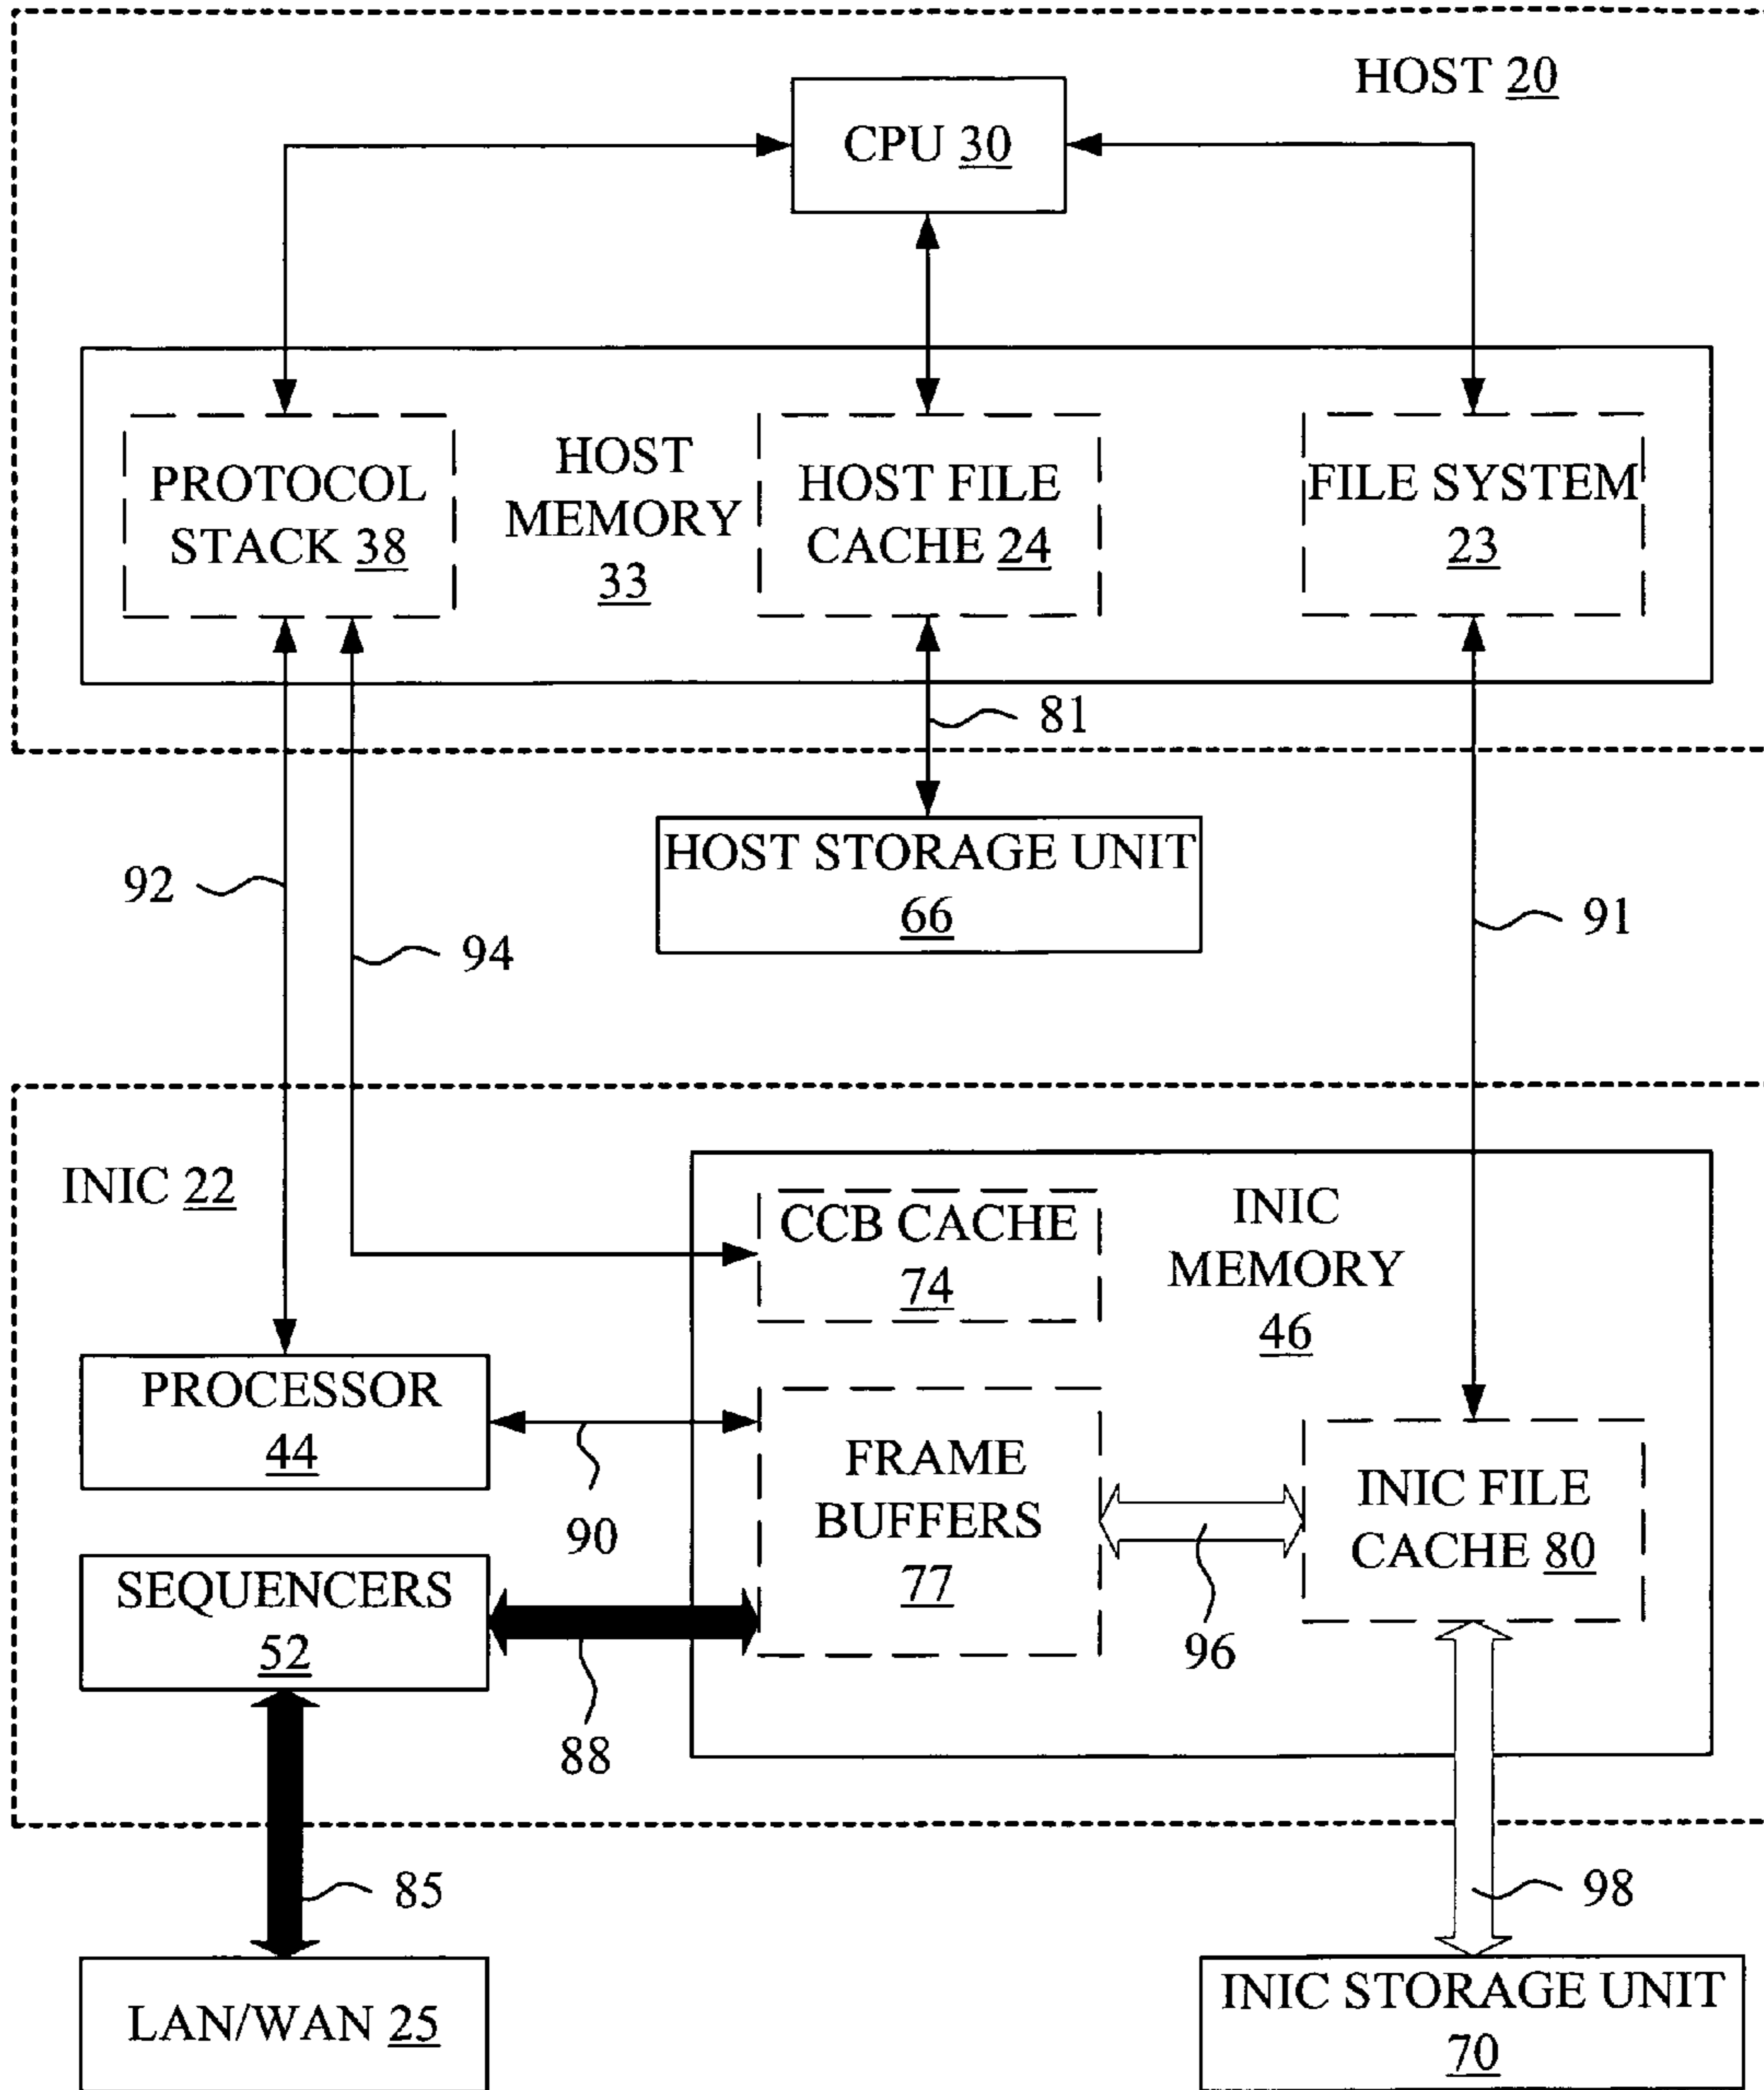 HOST 20
CPU 30
PROTOCOL
STACK 38
HOST
MEMORY
33
HOST FILE
CACHE 24
FILE SYSTEM
23
81
HOST STORAGE UNIT
66
92
94
91
INIC 22
CCB CACHE
74
INIC
MEMORY
46
PROCESSOR
44
90
FRAME
BUFFERS
77
INIC FILE
CACHE 80
96
SEQUENCERS
52
88
85
98
LAN/WAN 25
INIC STORAGE UNIT
70